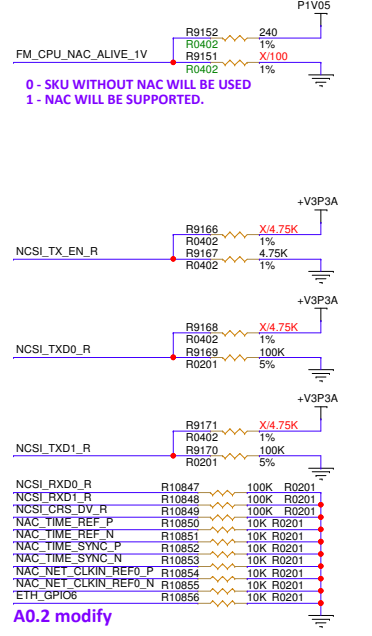 P1V05
R9152 240
R0402 1%
FM_CPU_NAC_ALIVE_1V R9151 X/100
R0402 1%
0 - SKU WITHOUT NAC WILL BE USED
1 - NAC WILL BE SUPPORTED.
+V3P3A
R9166 X/4.75K
R0402 1%
NCSI_TX_EN_R R9167 4.75K
R0402 1%
+V3P3A
R9168 X/4.75K
R0402 1%
NCSI_TXD0_R R9169 100K
R0201 5%
+V3P3A
R9171 X/4.75K
R0402 1%
NCSI_TXD1_R R9170 100K
R0201 5%
NCSI_RXD0_R R10847 100K R0201
NCSI_RXD1_R R10848 100K R0201
NCSI_CRS_DV_R R10849 100K R0201
NAC_TIME_REF_P R10850 10K R0201
NAC_TIME_REF_N R10851 10K R0201
NAC_TIME_SYNC_P R10852 10K R0201
NAC_TIME_SYNC_N R10853 10K R0201
NAC_NET_CLKIN_REF0_P R10854 10K R0201
NAC_NET_CLKIN_REF0_N R10855 10K R0201
ETH_GPIO6 R10856 10K R0201
A0.2 modify